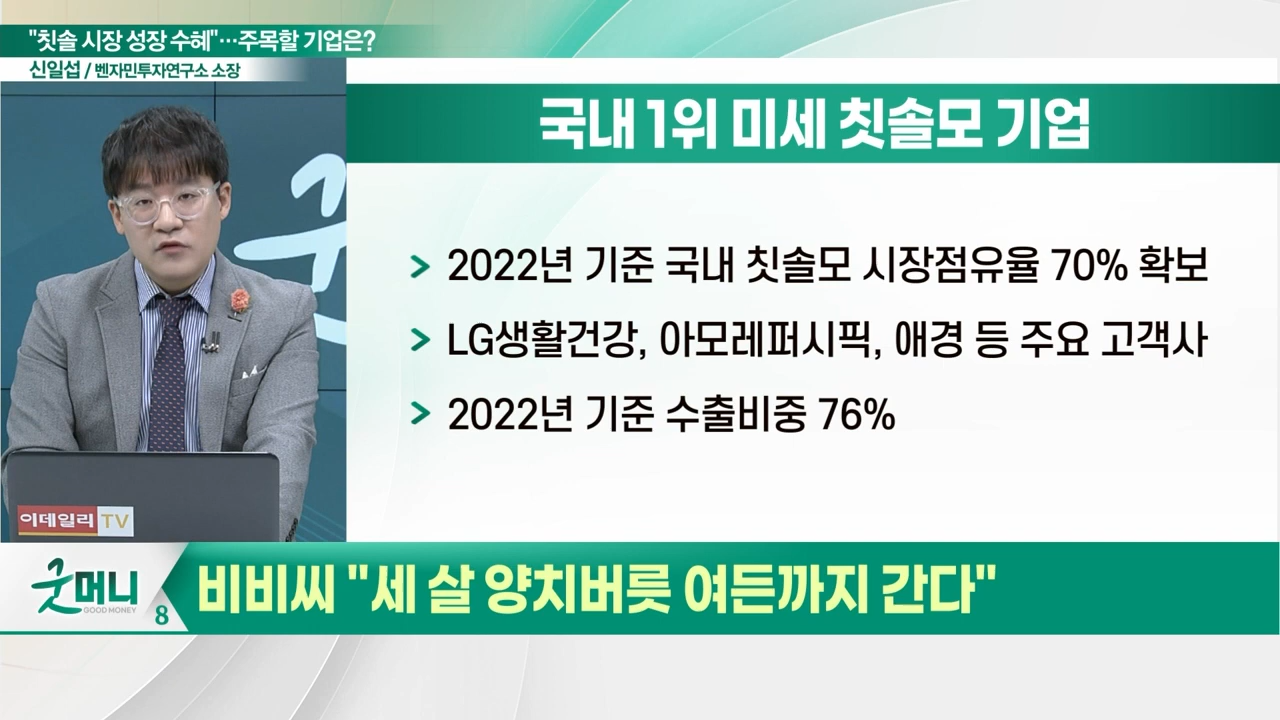 "칫솔 시장 성장 수혜"…주목할 기업은?
신일섭 / 벤자민투자연구소 소장
국내 1위 미세 칫솔모 기업
> 2022년 기준 국내 칫솔모 시장점유율 70% 확보
> LG생활건강, 아모레퍼시픽, 애경 등 주요 고객사
> 2022년 기준 수출비중 76%
이데일리TV
굿머니
GOOD MONEY
8
비비씨 "세 살 양치버릇 여든까지 간다"